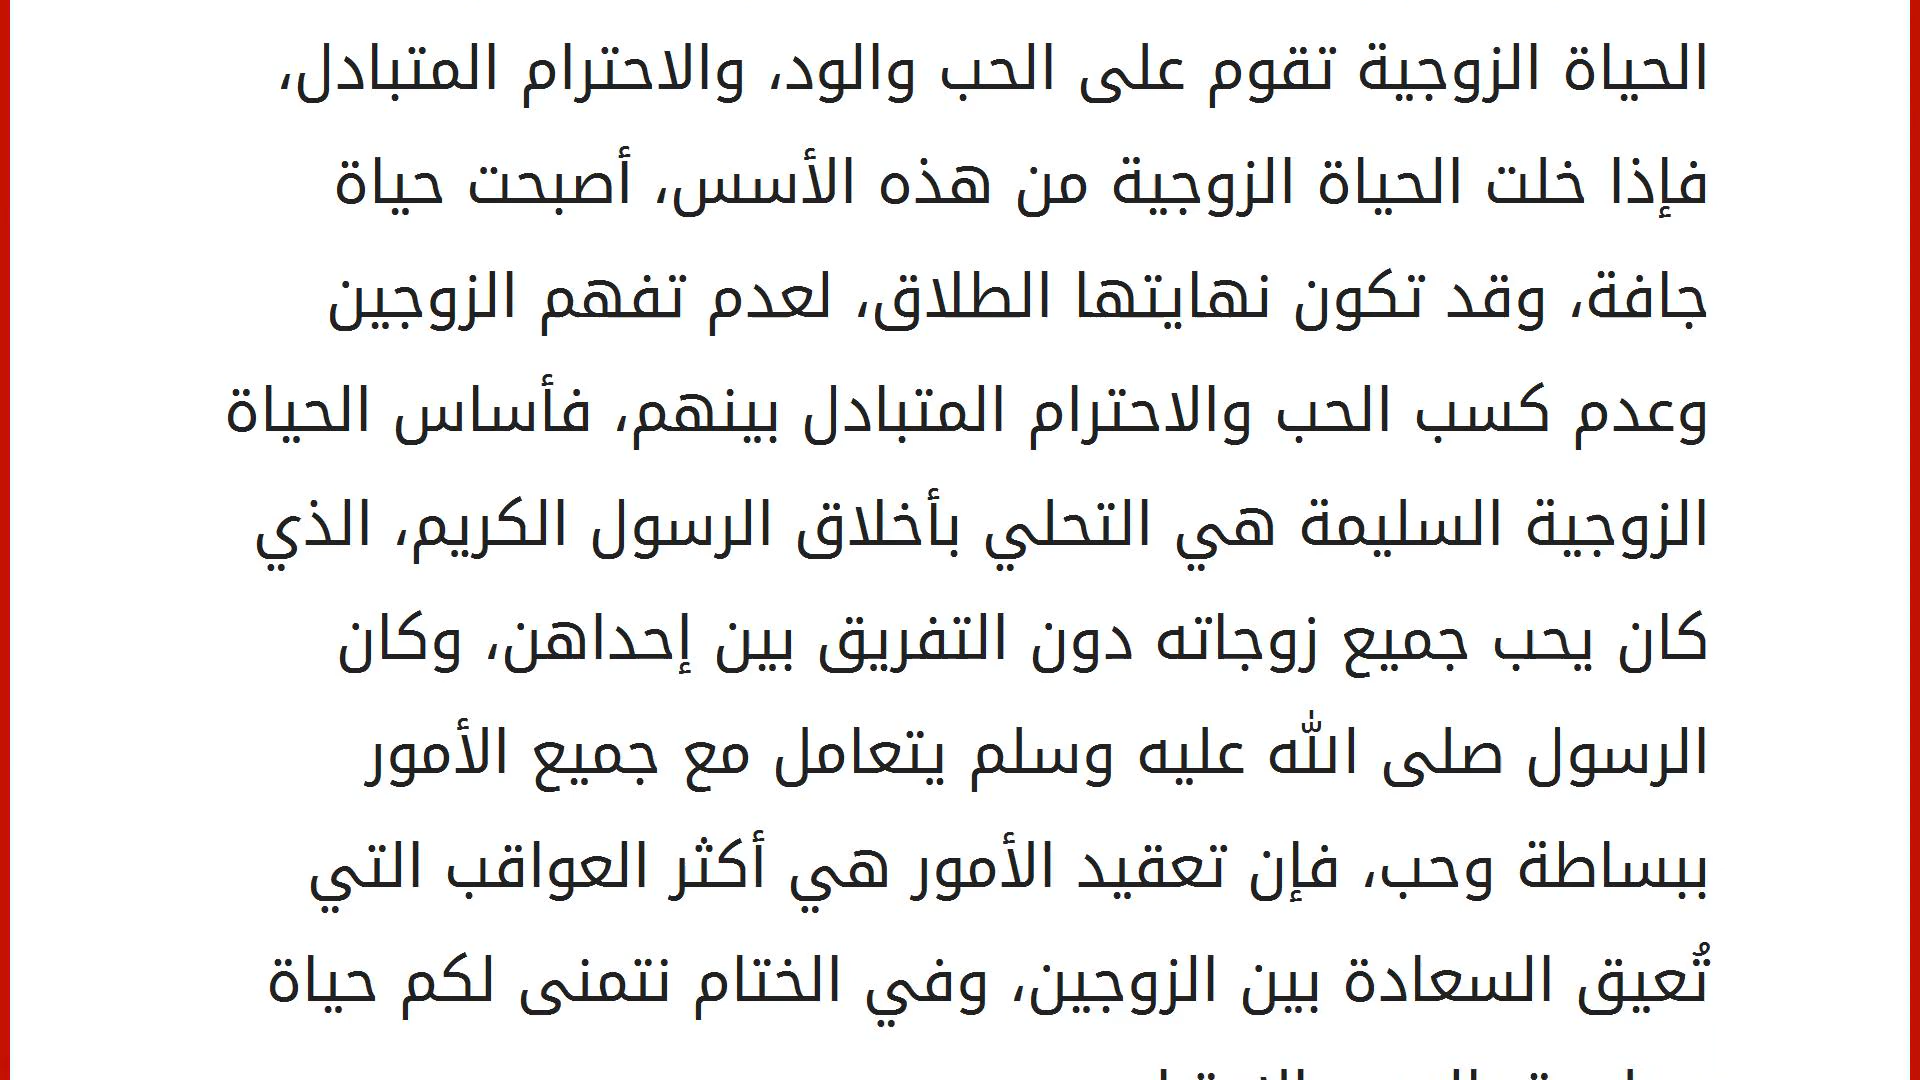 الحياة الزوجية تقوم على الحب والود، والاحترام المتبادل،
فإذا خلت الحياة الزوجية من هذه الأسس، أصبحت حياة
جافة، وقد تكون نهايتها الطلاق، لعدم تفهم الزوجين
وعدم كسب الحب والاحترام المتبادل بينهم، فأساس الحياة
الزوجية السليمة هي التحلي بأخلاق الرسول الكريم، الذي
كان يحب جميع زوجاته دون التفريق بين إحداهن، وكان
الرسول صلى الله عليه وسلم يتعامل مع جميع الأمور
ببساطة وحب، فإن تعقيد الأمور هي أكثر العواقب التي
تُعيق السعادة بين الزوجين، وفي الختام نتمنى لكم حياة